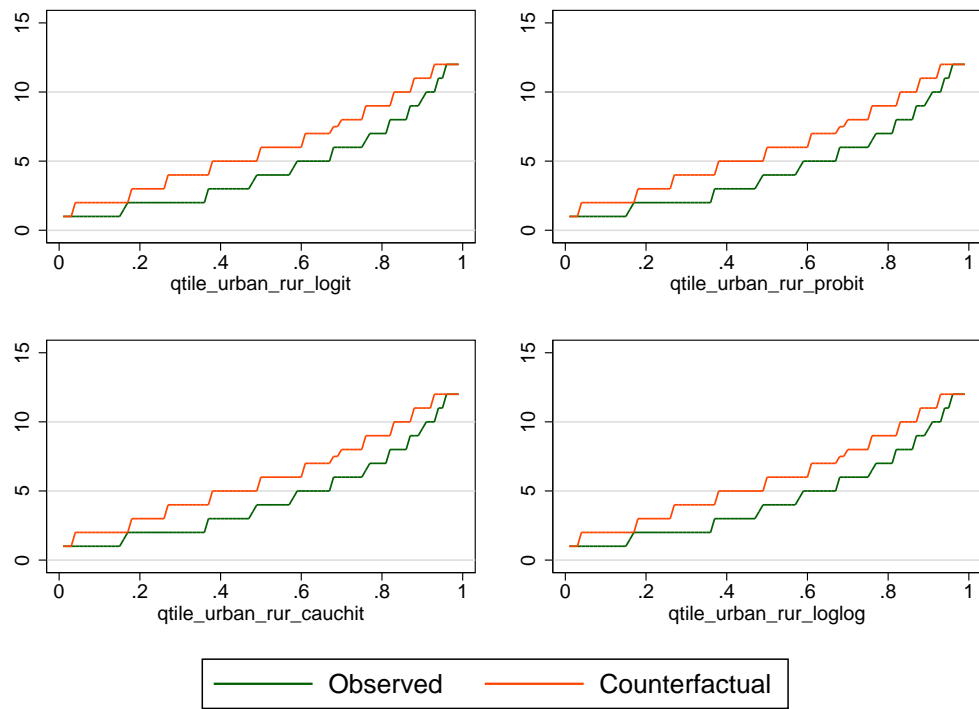 15
10
5
0
0 .2 .4 .6 .8 1
qtile_urban_rur_logit
15
10
5
0
0 .2 .4 .6 .8 1
qtile_urban_rur_probit
15
10
5
0
0 .2 .4 .6 .8 1
qtile_urban_rur_cauchit
15
10
5
0
0 .2 .4 .6 .8 1
qtile_urban_rur_loglog
Observed Counterfactual